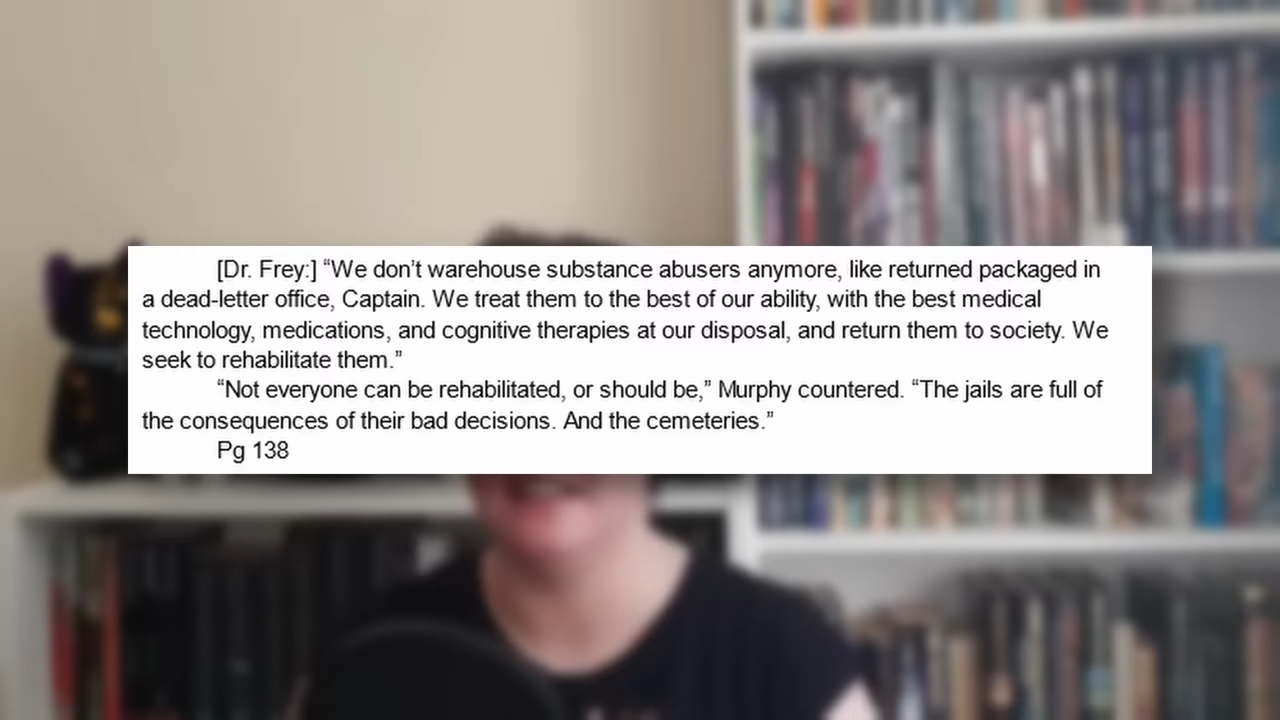 [Dr. Frey:] “We don’t warehouse substance abusers anymore, like returned packaged in
a dead-letter office, Captain. We treat them to the best of our ability, with the best medical
technology, medications, and cognitive therapies at our disposal, and return them to society. We
seek to rehabilitate them.”
“Not everyone can be rehabilitated, or should be,” Murphy countered. “The jails are full of
the consequences of their bad decisions. And the cemeteries.”
Pg 138